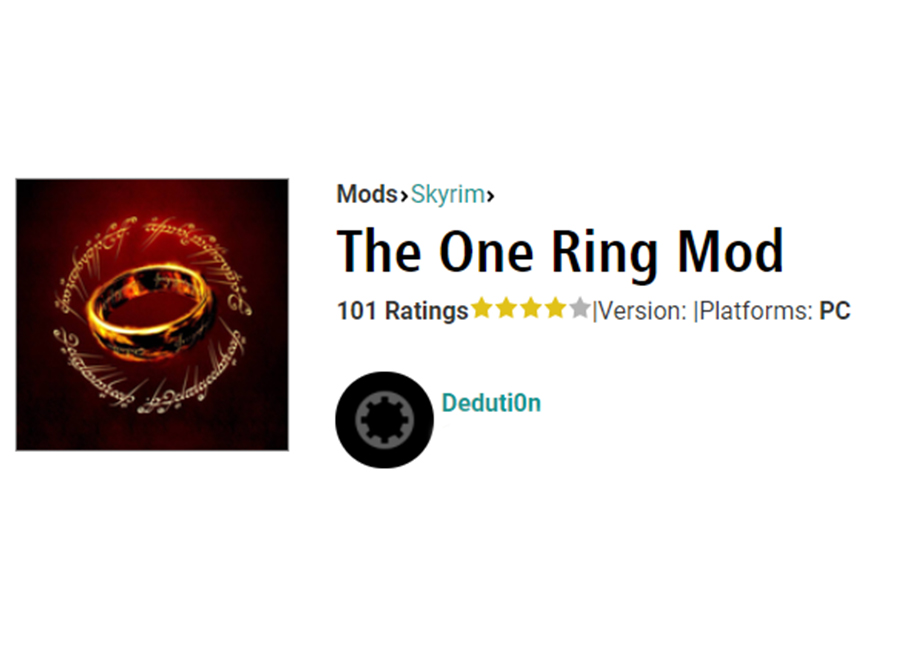 Mods›Skyrim›
The One Ring Mod
101 Ratings|Version: |Platforms: PC
Deduti0n